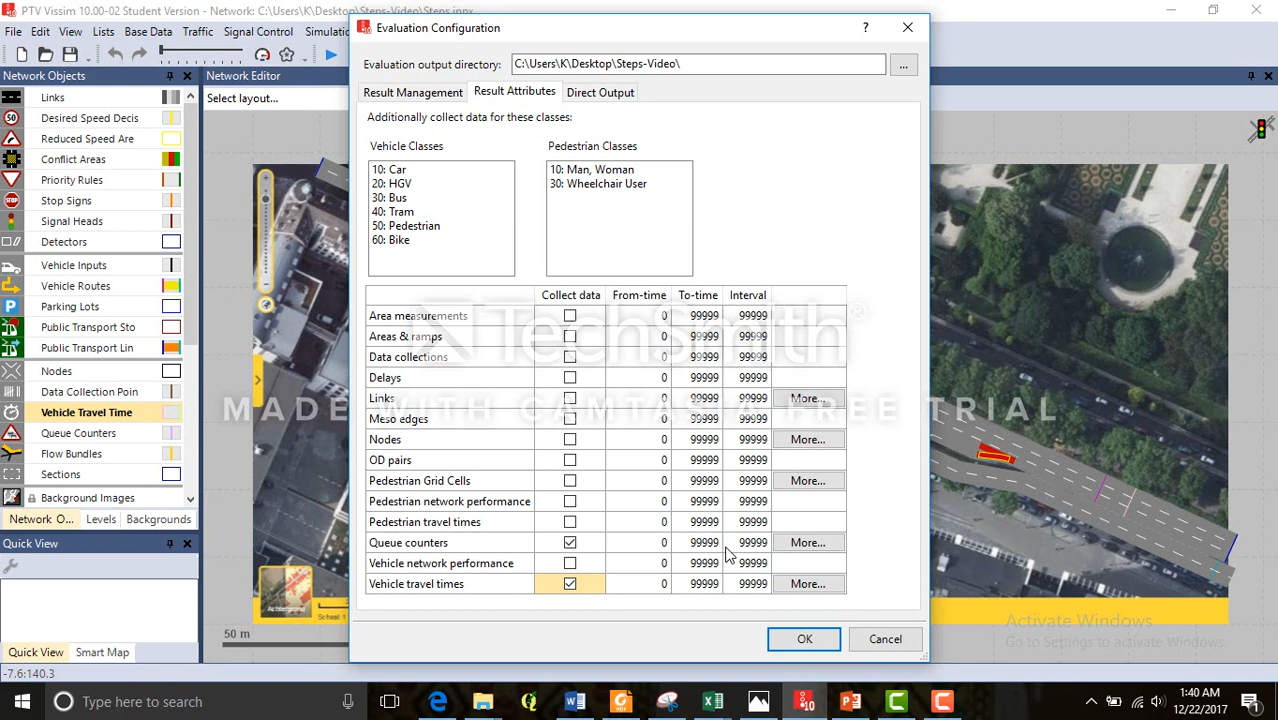 PTV Vissim 10.00-02 Student Version - Network: C:\Users\K\Desktop\Steps-Video\Steps.inpx
File Edit View Lists Base Data Traffic Signal Control Simulatio
Network Objects
Network Editor
Select layout...
Links
Desired Speed Decis
Reduced Speed Are
Conflict Areas
Priority Rules
Stop Signs
Signal Heads
Detectors
Vehicle Inputs
Vehicle Routes
Parking Lots
Public Transport Sto
Public Transport Lin
Nodes
Data Collection Poin
Vehicle Travel Time
Queue Counters
Flow Bundles
Sections
Background Images
Network O... Levels Backgrounds
Quick View
Quick View Smart Map
-7.6:140.3
50 m
Achtergrond
Schaal: 1
Evaluation Configuration
?
Evaluation output directory: C:\Users\K\Desktop\Steps-Video\ ...
Result Management Result Attributes Direct Output
Additionally collect data for these classes:
Vehicle Classes Pedestrian Classes
10: Car
20: HGV
30: Bus
40: Tram
50: Pedestrian
60: Bike
10: Man, Woman
30: Wheelchair User
Collect data From-time To-time Interval
Area measurements 0 99999 99999
Areas & ramps 0 99999 99999
Data collections 0 99999 99999
Delays 0 99999 99999
Links 0 99999 99999 More...
Meso edges 0 99999 99999
Nodes 0 99999 99999 More...
OD pairs 0 99999 99999
Pedestrian Grid Cells 0 99999 99999 More...
Pedestrian network performance 0 99999 99999
Pedestrian travel times 0 99999 99999
Queue counters 0 99999 99999 More...
Vehicle network performance 0 99999 99999
Vehicle travel times 0 99999 99999 More...
OK Cancel
TechSmith®
MADE WITH CAMTASIA FREE TRIAL
Activate Windows
Go to Settings to activate Windows.
Type here to search
1:40 AM
12/22/2017